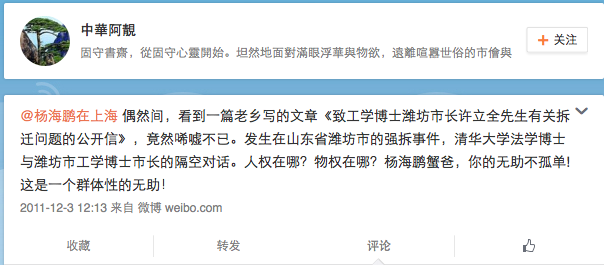 中華阿靚
固守書齋，從固守心靈開始。坦然地面對滿眼浮華與物欲，遠離喧囂世俗的市儈與
+ 关注
@杨海鹏在上海 偶然间，看到一篇老乡写的文章《致工学博士潍坊市长许立全先生有关拆
迁问题的公开信》，竟然唏嘘不已。发生在山东省潍坊市的强拆事件，清华大学法学博士
与潍坊市工学博士市长的隔空对话。人权在哪？物权在哪？杨海鹏蟹爸，你的无助不孤单！
这是一个群体性的无助！
2011-12-3 12:13 来自 微博 weibo.com
收藏 转发 评论